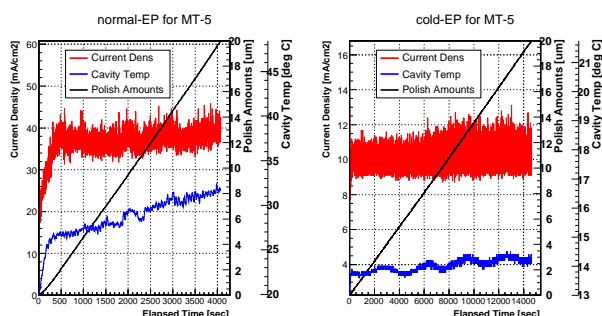 normal-EP for MT-5
Current Density [mA/cm2]
60
50
40
30
20
10
0
Current Dens
Cavity Temp
Polish Amounts
20
18
16
14
12
10
8
6
4
2
0
Polish Amounts [um]
45
40
35
30
25
20
Cavity Temp [deg C]
0 500 1000 1500 2000 2500 3000 3500 4000
Elapsed Time [sec]
cold-EP for MT-5
Current Density [mA/cm2]
16
14
12
10
8
6
4
Current Dens
Cavity Temp
Polish Amounts
20
18
16
14
12
10
8
6
4
2
0
Polish Amounts [um]
21
20
19
18
17
16
15
14
13
Cavity Temp [deg C]
0 2000 4000 6000 8000 10000 12000 14000
Elapsed Time [sec]